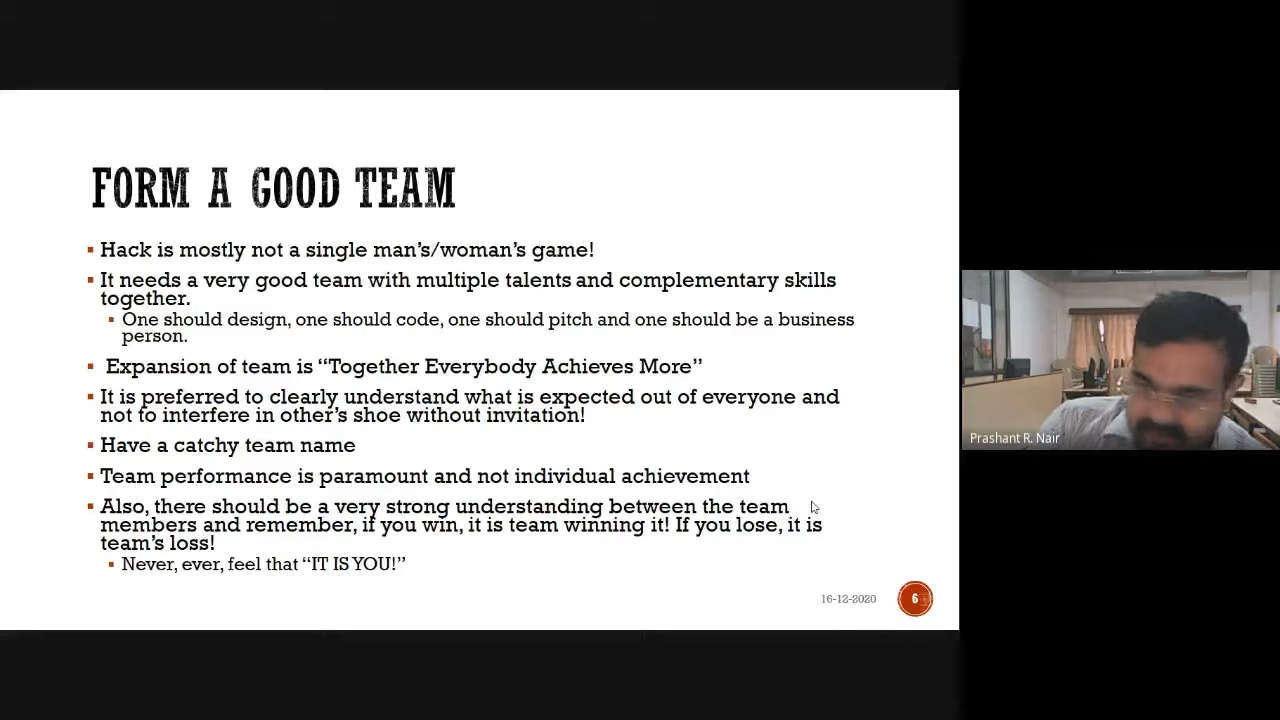 FORM A GOOD TEAM
Hack is mostly not a single man's/woman's game!
It needs a very good team with multiple talents and complementary skills
together.
One should design, one should code, one should pitch and one should be a business
person.
Expansion of team is “Together Everybody Achieves More”
It is preferred to clearly understand what is expected out of everyone and
not to interfere in other's shoe without invitation!
Have a catchy team name
Team performance is paramount and not individual achievement
Also, there should be a very strong understanding between the team
members and remember, if you win, it is team winning it! If you lose, it is
team's loss!
Never, ever, feel that “IT IS YOU!”
16-12-2020
6
Prashant R. Nair